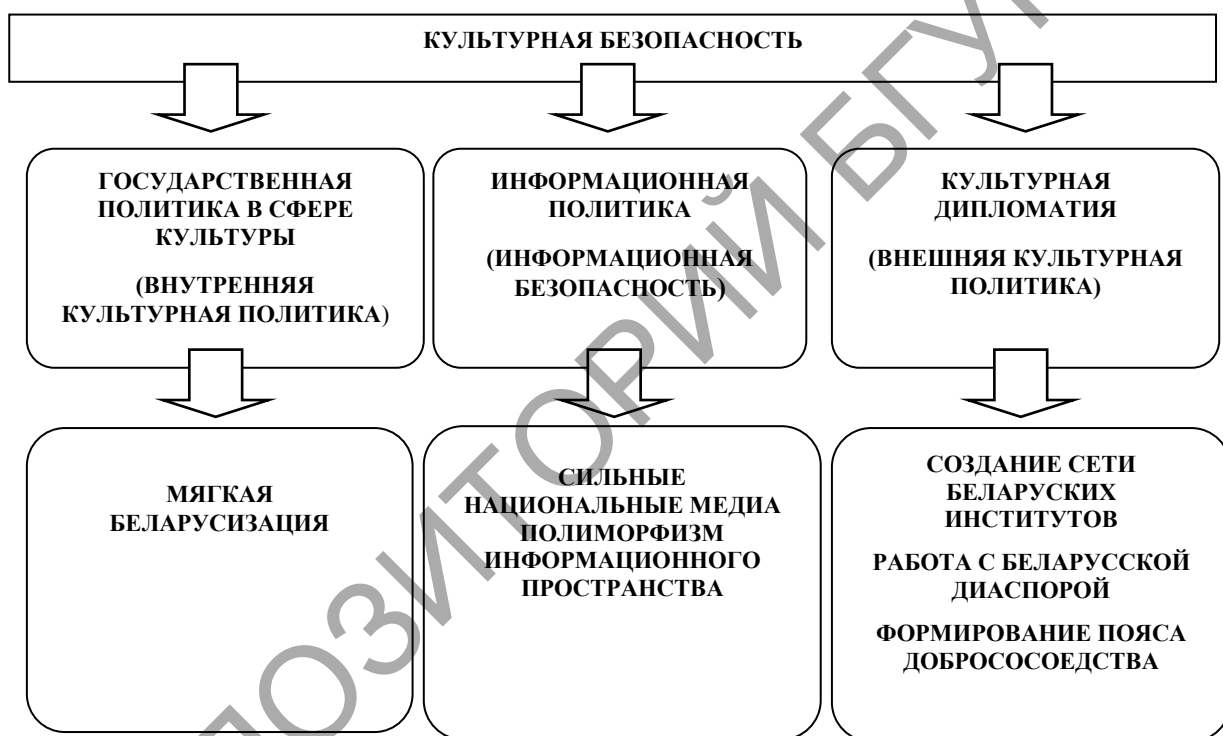 КУЛЬТУРНАЯ БЕЗОПАСНОСТЬ
ГОСУДАРСТВЕННАЯ
ПОЛИТИКА В СФЕРЕ
КУЛЬТУРЫ
(ВНУТРЕННЯЯ
КУЛЬТУРНАЯ ПОЛИТИКА)
ИНФОРМАЦИОННАЯ
ПОЛИТИКА
(ИНФОРМАЦИОННАЯ
БЕЗОПАСНОСТЬ)
КУЛЬТУРНАЯ
ДИПЛОМАТИЯ
(ВНЕШНЯЯ КУЛЬТУРНАЯ
ПОЛИТИКА)
МЯГКАЯ
БЕЛАРУСИЗАЦИЯ
СИЛЬНЫЕ
НАЦИОНАЛЬНЫЕ МЕДИА
ПОЛИМОРФИЗМ
ИНФОРМАЦИОННОГО
ПРОСТРАНСТВА
СОЗДАНИЕ СЕТИ
БЕЛАРУСКИХ
ИНСТИТУТОВ
РАБОТА С БЕЛАРУССКОЙ
ДИАСПОРОЙ
ФОРМИРОВАНИЕ ПОЯСА
ДОБРОСОСОЕДСТВА